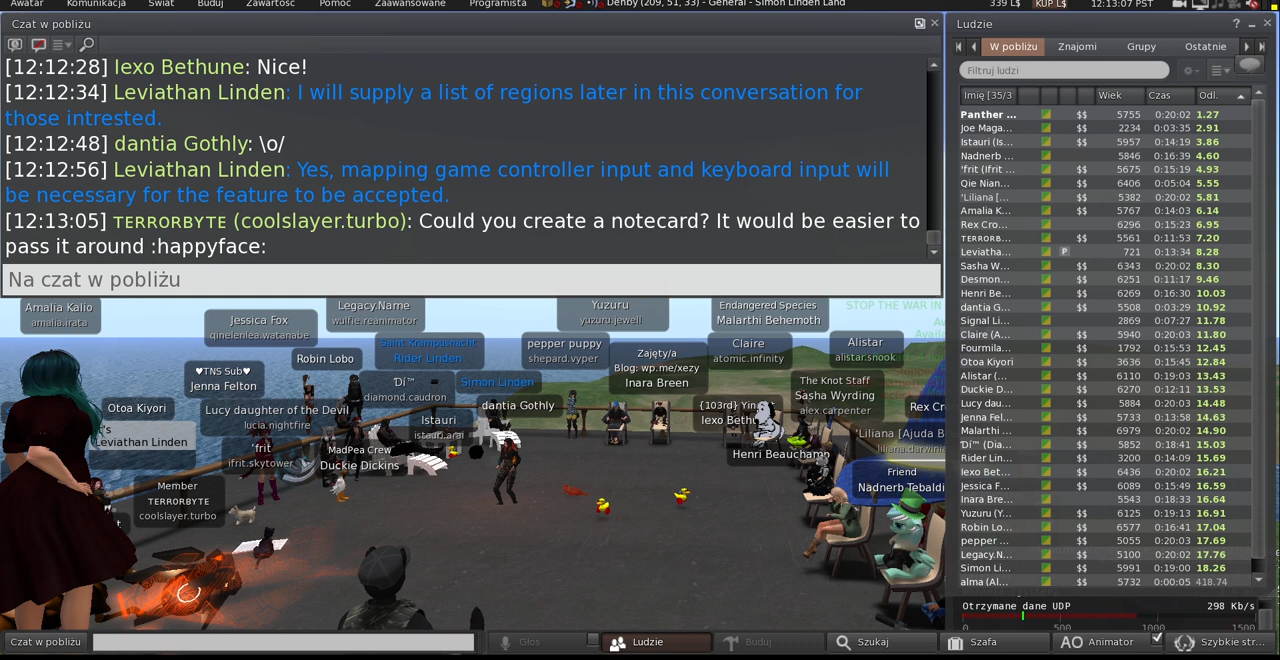 Awatar Komunikacja Świat Buduj Zawartość Pomoc Zaawansowane Programista Denby (209, 51, 33) - General - Simon Linden Land 339 L$ KUP L$ 12:13:07 PST
Czat w pobliżu
[12:12:28] Iexo Bethune: Nice!
[12:12:34] Leviathan Linden: I will supply a list of regions later in this conversation for
those intrested.
[12:12:48] dantia Gothly: \o/
[12:12:56] Leviathan Linden: Yes, mapping game controller input and keyboard input will
be necessary for the feature to be accepted.
[12:13:05] ᴛᴇʀʀᴏʀʙʏᴛᴇ (coolslayer.turbo): Could you create a notecard? It would be easier to
pass it around :happyface:
Na czat w pobliżu
Amalia Kalio
amalia.irata
Jessica Fox
qinelenlea.watanabe
Legacy.Name
wulfie.reanimator
Yuzuru
yuzuru.jewell
Endangered Species
Malarthi Behemoth
STOP THE WAR IN
Robin Lobo
Saint Krampusnacht
Rider Linden
pepper puppy
shepard.vyper
Zajęty/a
Blog: wp.me/xezy
Inara Breen
Claire
atomic.infinity
Alistar
alistar.snook
♥TNS Sub♥
Jenna Felton
'Dí™
diamond.caudron
Simon Linden
The Knot Staff
Sasha Wyrding
alex.carpenter
Otoa Kiyori
Leviathan Linden
Lucy daughter of the Devil
lucia.nightfire
Istauri
istauri.arai
dantia Gothly
Iexo Bethu
Rex Cr
'frit
ifrit.skytower
MadPea Crew
Duckie Dickins
Henri Beauchamp
'Liliana [Ajuda B
liliana.darwinia
Member
ᴛᴇʀʀᴏʀʙʏᴛᴇ
coolslayer.turbo
Friend
Nadnerb Tebaldi
Ludzie
W pobliżu Znajomi Grupy Ostatnie
Filtruj ludzi
Imię [35/3 Wiek Czas Odl.
Panther ... $$ 5755 0:20:02 1.27
Joe Maga... $$ 2234 0:03:35 2.91
Istauri (Is... $$ 5957 0:14:19 3.86
Nadnerb ... 5846 0:16:39 4.60
'frit (Ifrit ... $$ 5675 0:15:19 4.93
Qie Nian... $$ 6406 0:05:04 5.55
'Liliana [... $$ 5382 0:20:02 5.81
Amalia K... $$ 5767 0:14:03 6.14
Rex Cro... 6296 0:15:23 6.95
ᴛᴇʀʀᴏʀʙ... $$ 5561 0:11:53 7.20
Leviatha... P 721 0:13:34 8.28
Sasha W... $$ 6343 0:20:02 8.30
Desmon... $$ 6251 0:11:17 9.46
Henri Be... $$ 6269 0:16:30 10.03
dantia G... $$ 5508 0:03:29 10.92
Signal Li... 2869 0:07:27 11.78
Claire (A... $$ 5940 0:20:03 11.80
Fourmila... $$ 1792 0:15:53 12.45
Otoa Kiyori $$ 3636 0:15:45 12.84
Alistar (... $$ 6110 0:19:03 13.43
Duckie D... $$ 6270 0:12:11 13.53
Lucy dau... $$ 5884 0:20:03 14.48
Jenna Fel... $$ 5733 0:13:58 14.63
Malarthi ... $$ 6979 0:20:02 14.90
'Dí™ (Dia... $$ 5852 0:18:41 15.03
Rider Lin... $$ 3200 0:14:09 15.69
Iexo Bet... $$ 6436 0:20:02 16.21
Jessica F... $$ 6089 0:15:49 16.59
Inara Bre... 5543 0:18:33 16.64
Yuzuru (Y... $$ 6125 0:19:13 16.91
Robin Lo... $$ 6577 0:16:41 17.04
pepper ... $$ 5055 0:20:03 17.69
Legacy.N... $$ 5100 0:20:02 17.76
Simon Li... $$ 5991 0:19:00 18.26
alma (Al... $$ 5732 0:00:05 418.74
Otrzymane dane UDP 298 Kb/s
0 500 1000 1500
Czat w pobliżu Głos Ludzie Buduj Szukaj Szafa AO Animator Szybkie str...